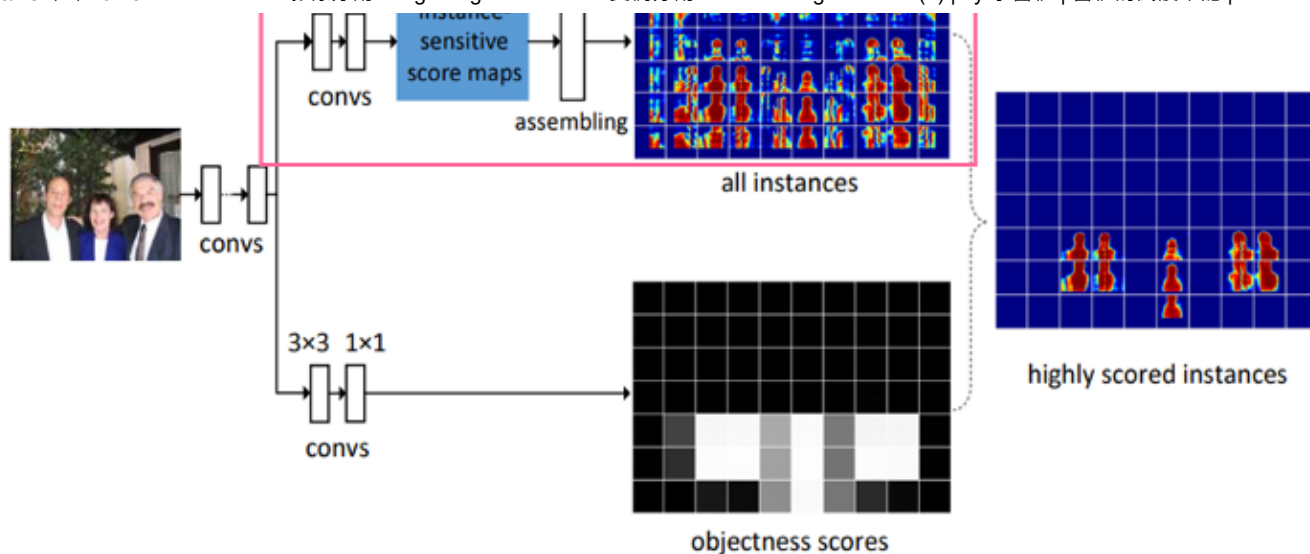 instance
sensitive
score maps
convs
assembling
all instances
convs
3×3 1×1
convs
highly scored instances
objectness scores